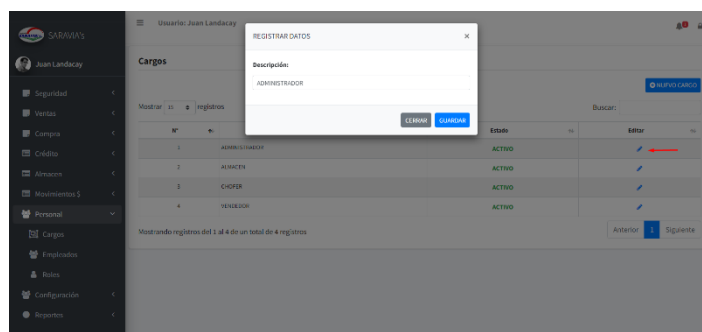 SARAVIA's
Usuario: Juan Landacay
Juan Landacay
Seguridad
Ventas
Compra
Crédito
Almacen
Movimientos $
Personal
Cargos
Empleados
Roles
Configuración
Reportes
REGISTRAR DATOS ×
Descripción:
ADMINISTRADOR
CERRAR GUARDAR
Cargos
NUEVO CARGO
Mostrar 10 registros
Buscar:
N° Estado Editar
1 ADMINISTRADOR ACTIVO
2 ALMACEN ACTIVO
3 CHOFER ACTIVO
4 VENDEDOR ACTIVO
Mostrando registros del 1 al 4 de un total de 4 registros
Anterior 1 Siguiente